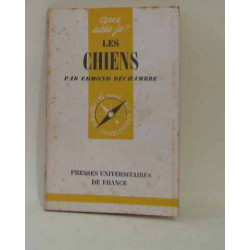 Que
sais-je?
LES
CHIENS
PAR EDMOND DECHAMBRE
PRESSES UNIVERSITAIRES
DE FRANCE